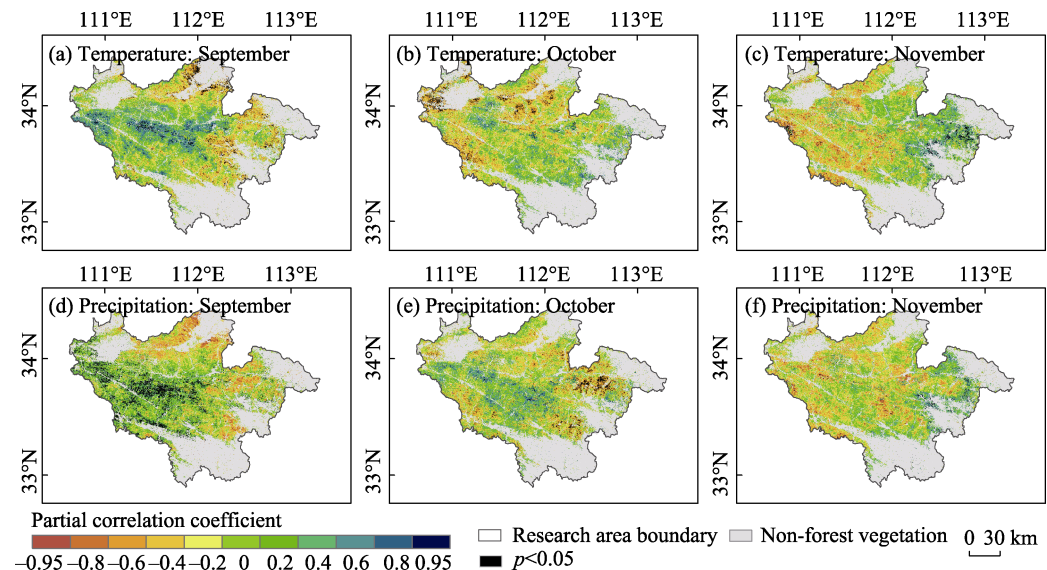 111°E 112°E 113°E 111°E 112°E 113°E 111°E 112°E 113°E
(a) Temperature: September (b) Temperature: October (c) Temperature: November
34°N 34°N 34°N
33°N 33°N 33°N
111°E 112°E 113°E 111°E 112°E 113°E 111°E 112°E 113°E
(d) Precipitation: September (e) Precipitation: October (f) Precipitation: November
34°N 34°N 34°N
33°N 33°N 33°N
Partial correlation coefficient
−0.95 −0.8 −0.6 −0.4 −0.2 0 0.2 0.4 0.6 0.8 0.95
Research area boundary Non-forest vegetation 0 30 km
p<0.05